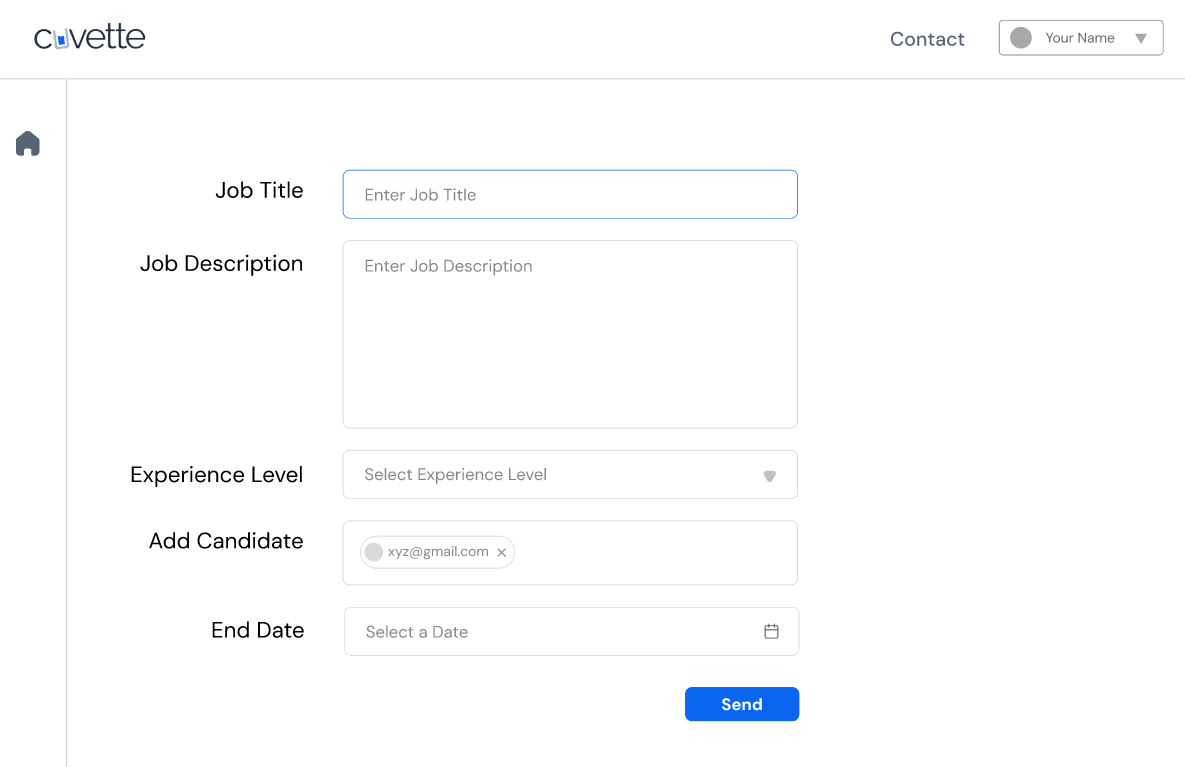 cuvette
Contact
Your Name
Job Title
Enter Job Title
Job Description
Enter Job Description
Experience Level
Select Experience Level
Add Candidate
xyz@gmail.com
End Date
Select a Date
Send